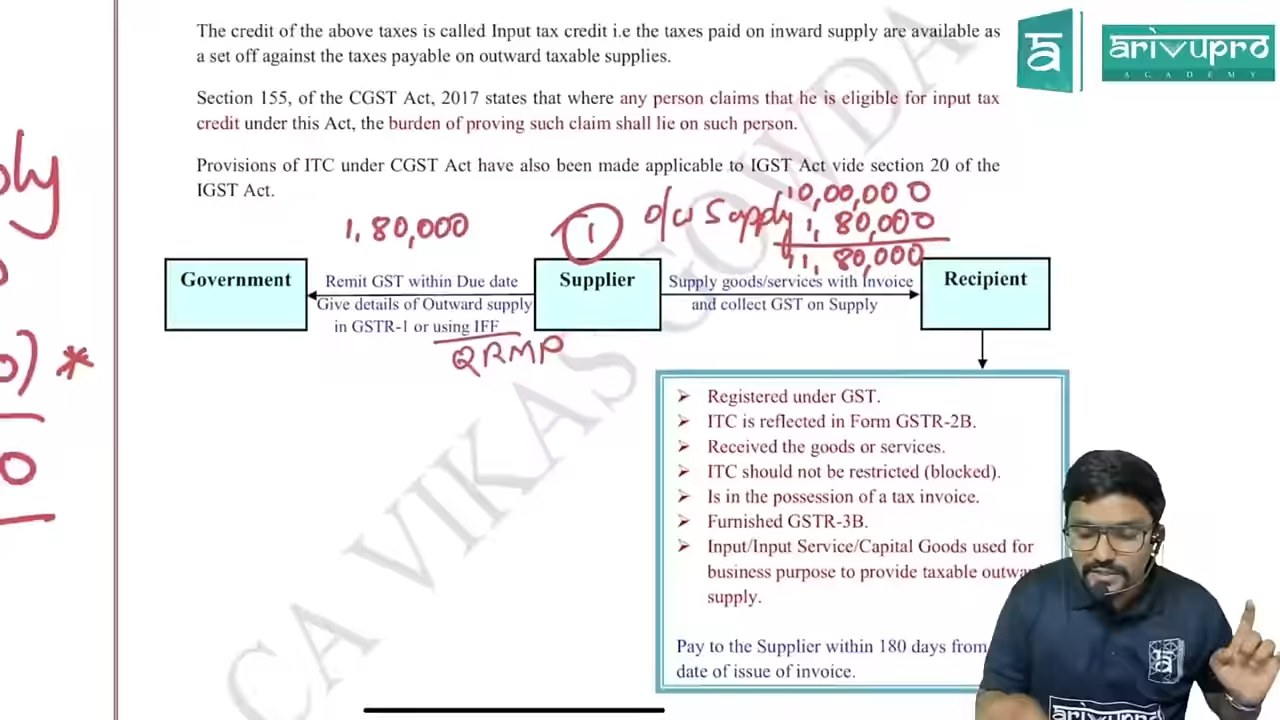 The credit of the above taxes is called Input tax credit i.e the taxes paid on inward supply are available as
a set off against the taxes payable on outward taxable supplies.
Section 155, of the CGST Act, 2017 states that where any person claims that he is eligible for input tax
credit under this Act, the burden of proving such claim shall lie on such person.
Provisions of ITC under CGST Act have also been made applicable to IGST Act vide section 20 of the
IGST Act.
arivupro
ACADEMY
1,80,000
1
o/w Supply
10,00,000
1,80,000
11,80,000
Government
Remit GST within Due date
Give details of Outward supply
in GSTR-1 or using IFF
QRMP
Supplier
Supply goods/services with Invoice
and collect GST on Supply
Recipient
➢ Registered under GST.
➢ ITC is reflected in Form GSTR-2B.
➢ Received the goods or services.
➢ ITC should not be restricted (blocked).
➢ Is in the possession of a tax invoice.
➢ Furnished GSTR-3B.
➢ Input/Input Service/Capital Goods used for
business purpose to provide taxable outward
supply.
Pay to the Supplier within 180 days from
date of issue of invoice.
CA VIKAS GOWDA
arivupro